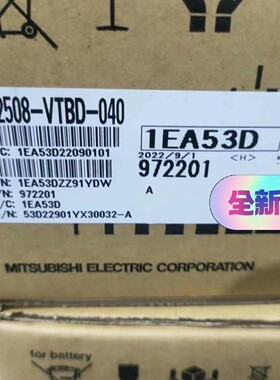 2508-VTBD-040
C: 1EA53D22090101
/N: 1EA53DZZ91YDW
/N: 972201
/C: 1EA53D
/N: 53D22901YX30032-A
1EA53D
2022/9/1 <H>
972201
A
全新
MITSUBISHI ELECTRIC CORPORATION
for battery
for